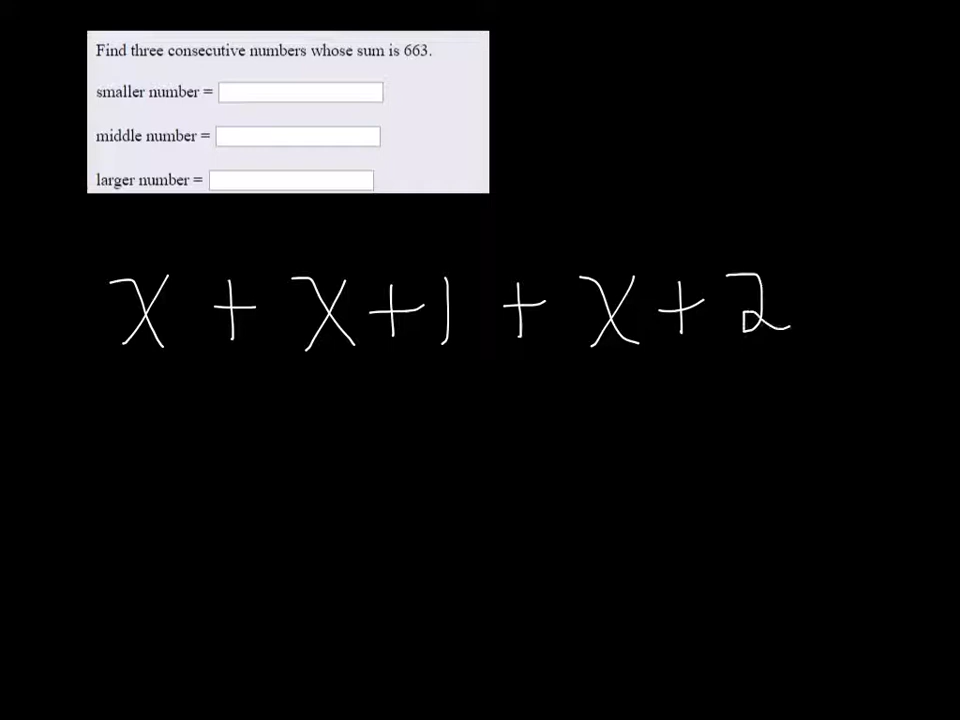 Find three consecutive numbers whose sum is 663.
smaller number =
middle number =
larger number =
x + x + 1 + x + 2